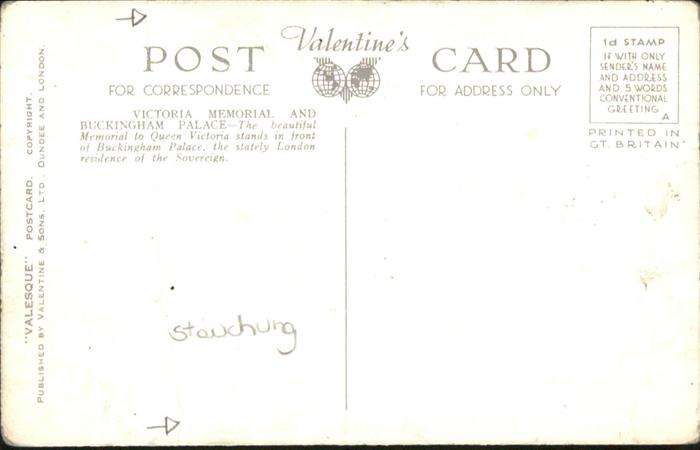 "VALESQUE" POSTCARD. COPYRIGHT.
PUBLISHED BY VALENTINE & SONS, LTD., DUNDEE AND LONDON.
POST Valentine's CARD
FOR CORRESPONDENCE
FOR ADDRESS ONLY
VICTORIA MEMORIAL AND
BUCKINGHAM PALACE—The beautiful
Memorial to Queen Victoria stands in front
of Buckingham Palace, the stately London
residence of the Sovereign.
1d STAMP
IF WITH ONLY
SENDER'S NAME
AND ADDRESS
AND 5 WORDS
CONVENTIONAL
GREETING
A
PRINTED IN
GT. BRITAIN
Stauchung